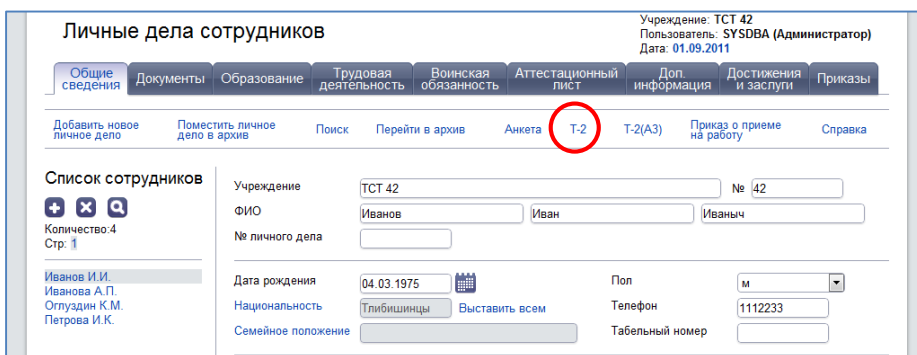 Личные дела сотрудников
Учреждение: ТСТ 42
Пользователь: SYSDBA (Администратор)
Дата: 01.09.2011
Общие сведения Документы Образование Трудовая деятельность Воинская обязанность Аттестационный лист Доп. информация Достижения и заслуги Приказы
Добавить новое личное дело Поместить личное дело в архив Поиск Перейти в архив Анкета Т-2 Т-2(А3) Приказ о приеме на работу Справка
Список сотрудников
Количество:4
Стр: 1
Иванов И.И.
Иванова А.П.
Оглуздин К.М.
Петрова И.К.
Учреждение ТСТ 42 № 42
ФИО Иванов Иван Иваныч
№ личного дела
Дата рождения 04.03.1975 Пол м
Национальность Тлибишинцы Выставить всем Телефон 1112233
Семейное положение Табельный номер